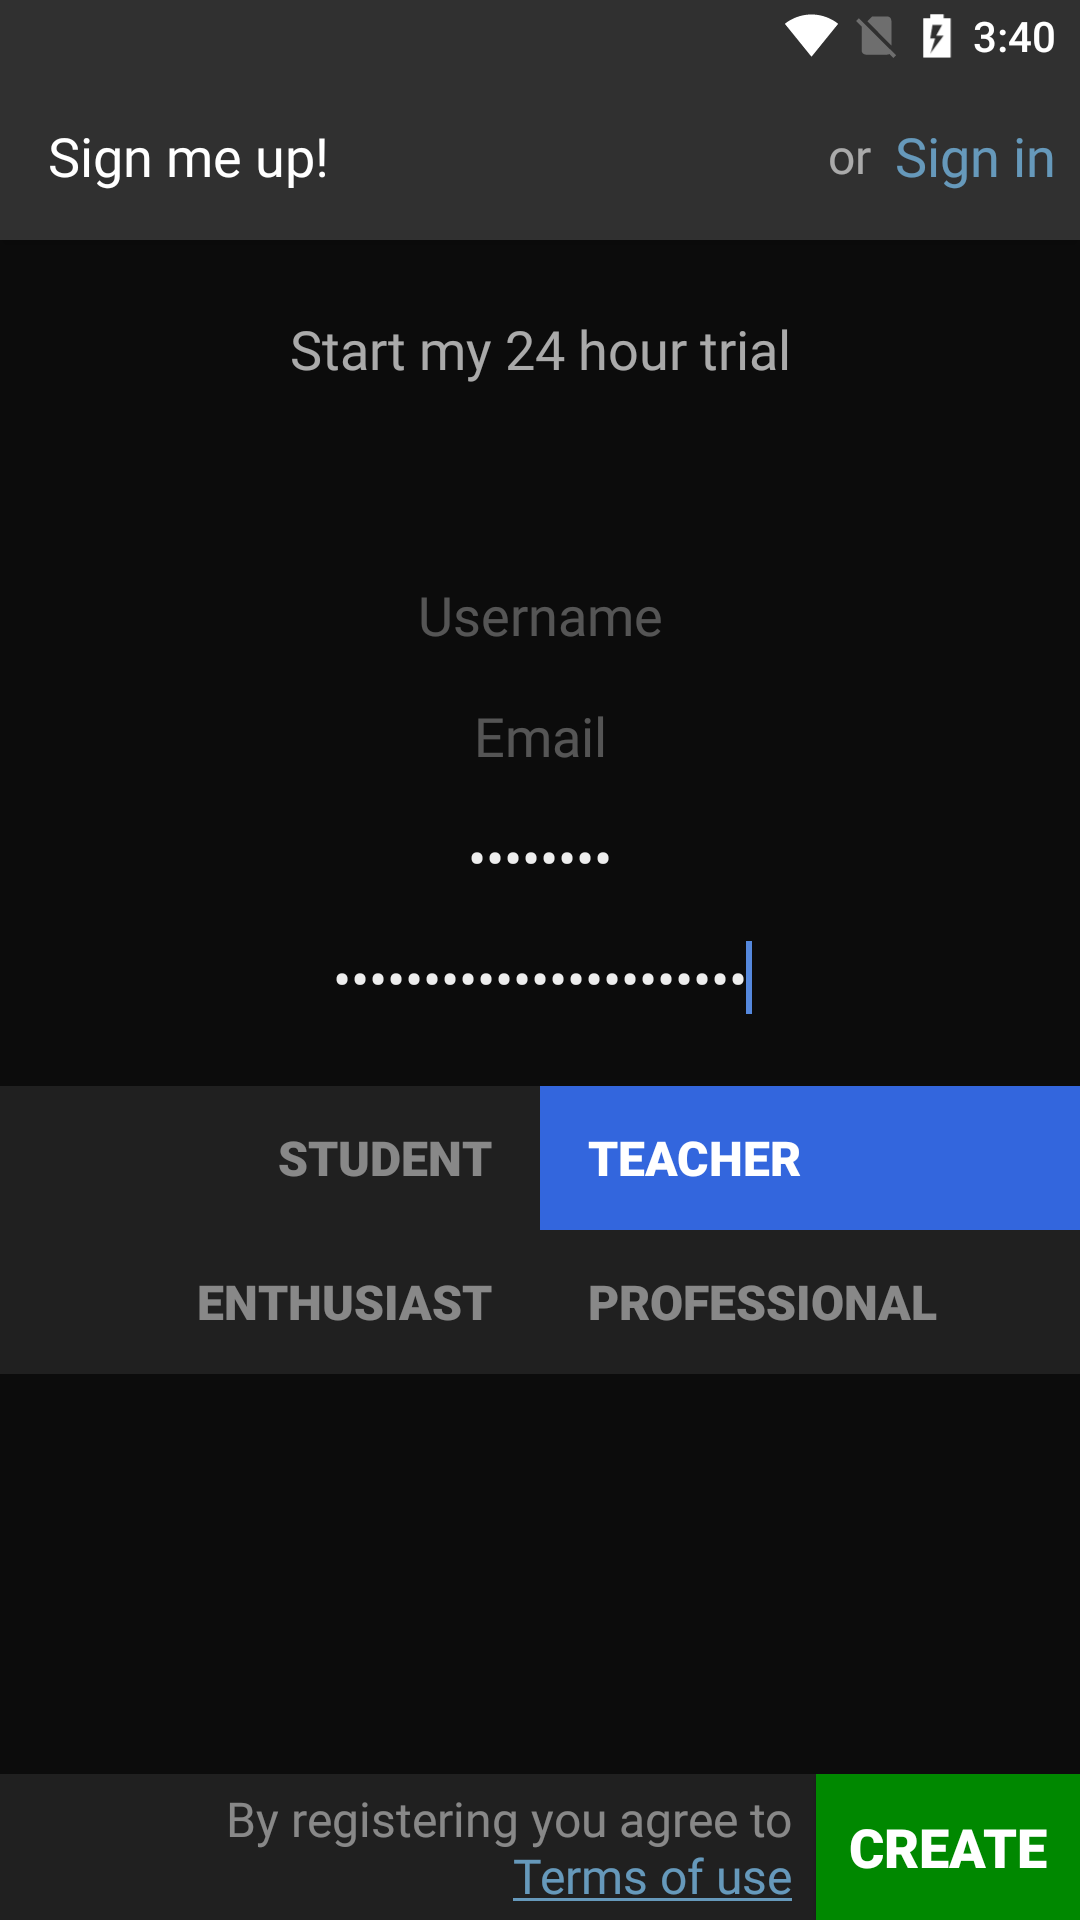 3:40
Sign me up! or Sign in
Start my 24 hour trial
Username
Email
••••••••
•••••••••••••••••••••••
STUDENT TEACHER
ENTHUSIAST PROFESSIONAL
By registering you agree to
Terms of use
CREATE